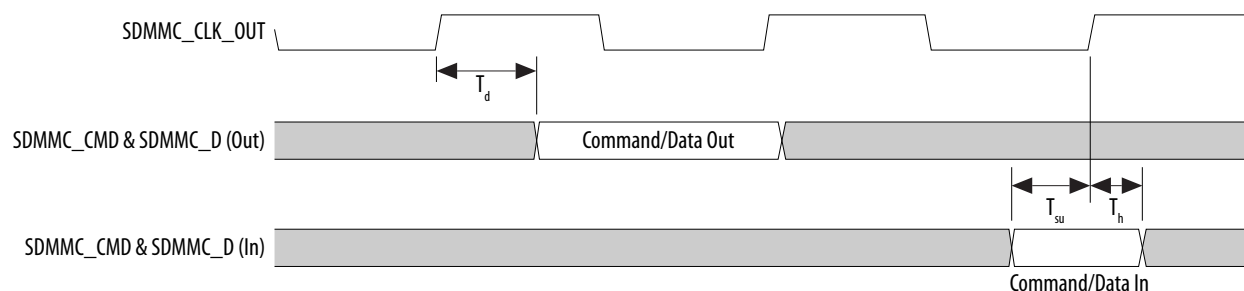 SDMMC_CLK_OUT
Td
SDMMC_CMD & SDMMC_D (Out)
Command/Data Out
Tsu
Th
SDMMC_CMD & SDMMC_D (In)
Command/Data In